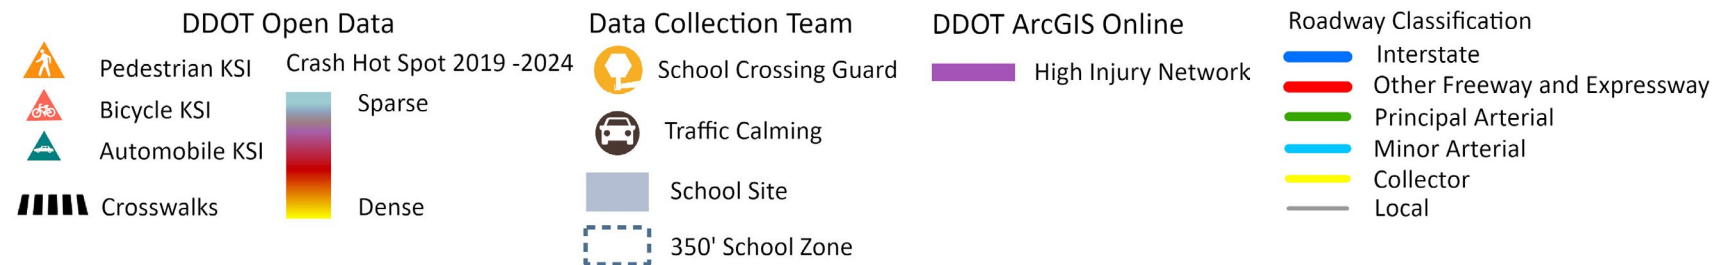 DDOT Open Data
Pedestrian KSI
Bicycle KSI
Automobile KSI
Crosswalks
Crash Hot Spot 2019 -2024
Sparse
Dense
Data Collection Team
School Crossing Guard
Traffic Calming
School Site
350' School Zone
DDOT ArcGIS Online
High Injury Network
Roadway Classification
Interstate
Other Freeway and Expressway
Principal Arterial
Minor Arterial
Collector
Local